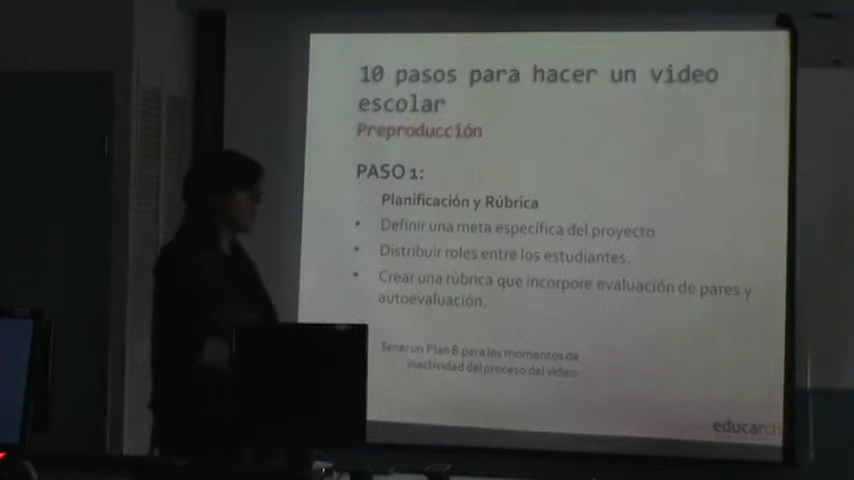 10 pasos para hacer un video
escolar
Preproducción
PASO 1:
Planificación y Rúbrica
• Definir una meta específica del proyecto
• Distribuir roles entre los estudiantes.
• Crear una rúbrica que incorpore evaluación de pares y
autoevaluación.
Tener un Plan B para los momentos de
inactividad del proceso del video
educarchile